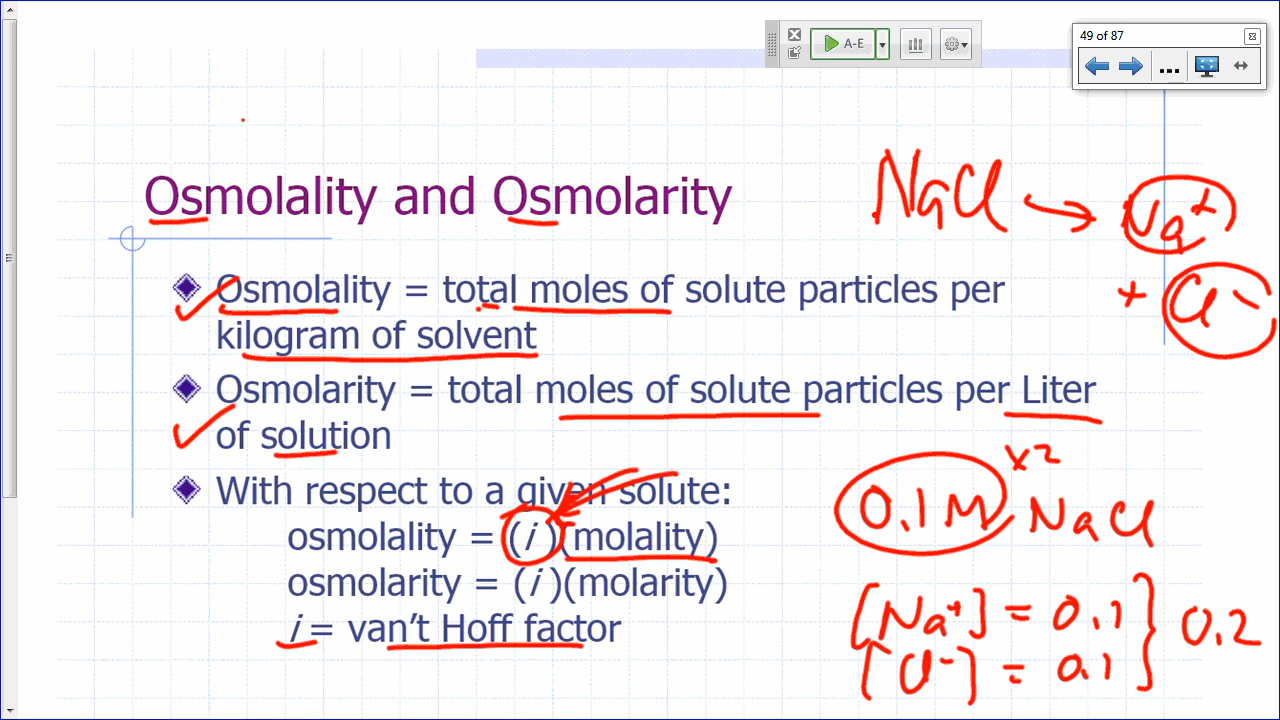 A-E
49 of 87
...
Osmolality and Osmolarity
NaCl → Na⁺
+ Cl⁻
Osmolality = total moles of solute particles per
kilogram of solvent
Osmolarity = total moles of solute particles per Liter
of solution
With respect to a given solute:
osmolality = (i )(molality)
osmolarity = (i )(molarity)
i = van’t Hoff factor
x2
0.1M NaCl
[Na⁺] = 0.1 } 0.2
[Cl⁻] = 0.1